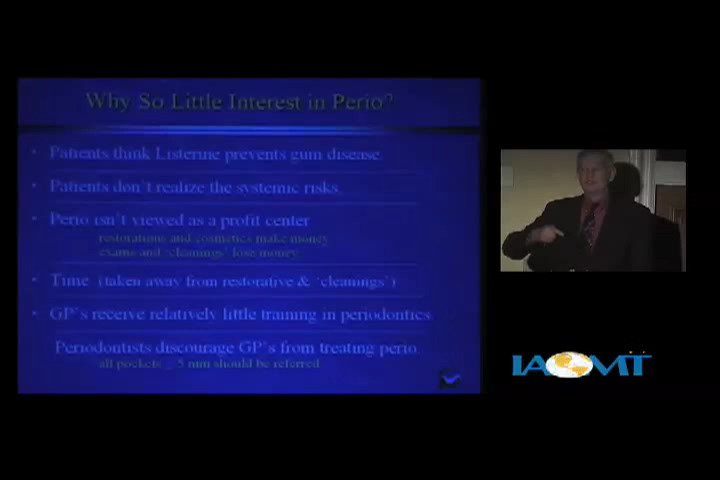 Why So Little Interest in Perio?
• Patients think Listerine prevents gum disease.
• Patients don't realize the systemic risks.
• Perio isn't viewed as a profit center
restorations and cosmetics make money
exams and 'cleanings' lose money
• Time (taken away from restorative & 'cleanings')
• GP's receive relatively little training in periodontics
Periodontists discourage GP's from treating perio.
all pockets ≥ 5 mm should be referred
IAOMT